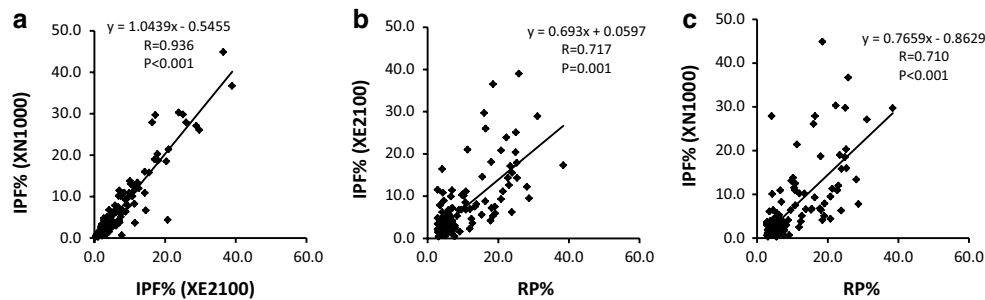 a
y = 1.0439x - 0.5455
R=0.936
P<0.001
IPF% (XN1000)
50.0
40.0
30.0
20.0
10.0
0.0
0.0 20.0 40.0 60.0
IPF% (XE2100)
b
y = 0.693x + 0.0597
R=0.717
P=0.001
IPF% (XE2100)
50.0
40.0
30.0
20.0
10.0
0.0
0.0 20.0 40.0 60.0
RP%
c
y = 0.7659x - 0.8629
R=0.710
P<0.001
IPF% (XN1000)
50.0
40.0
30.0
20.0
10.0
0.0
0.0 20.0 40.0 60.0
RP%